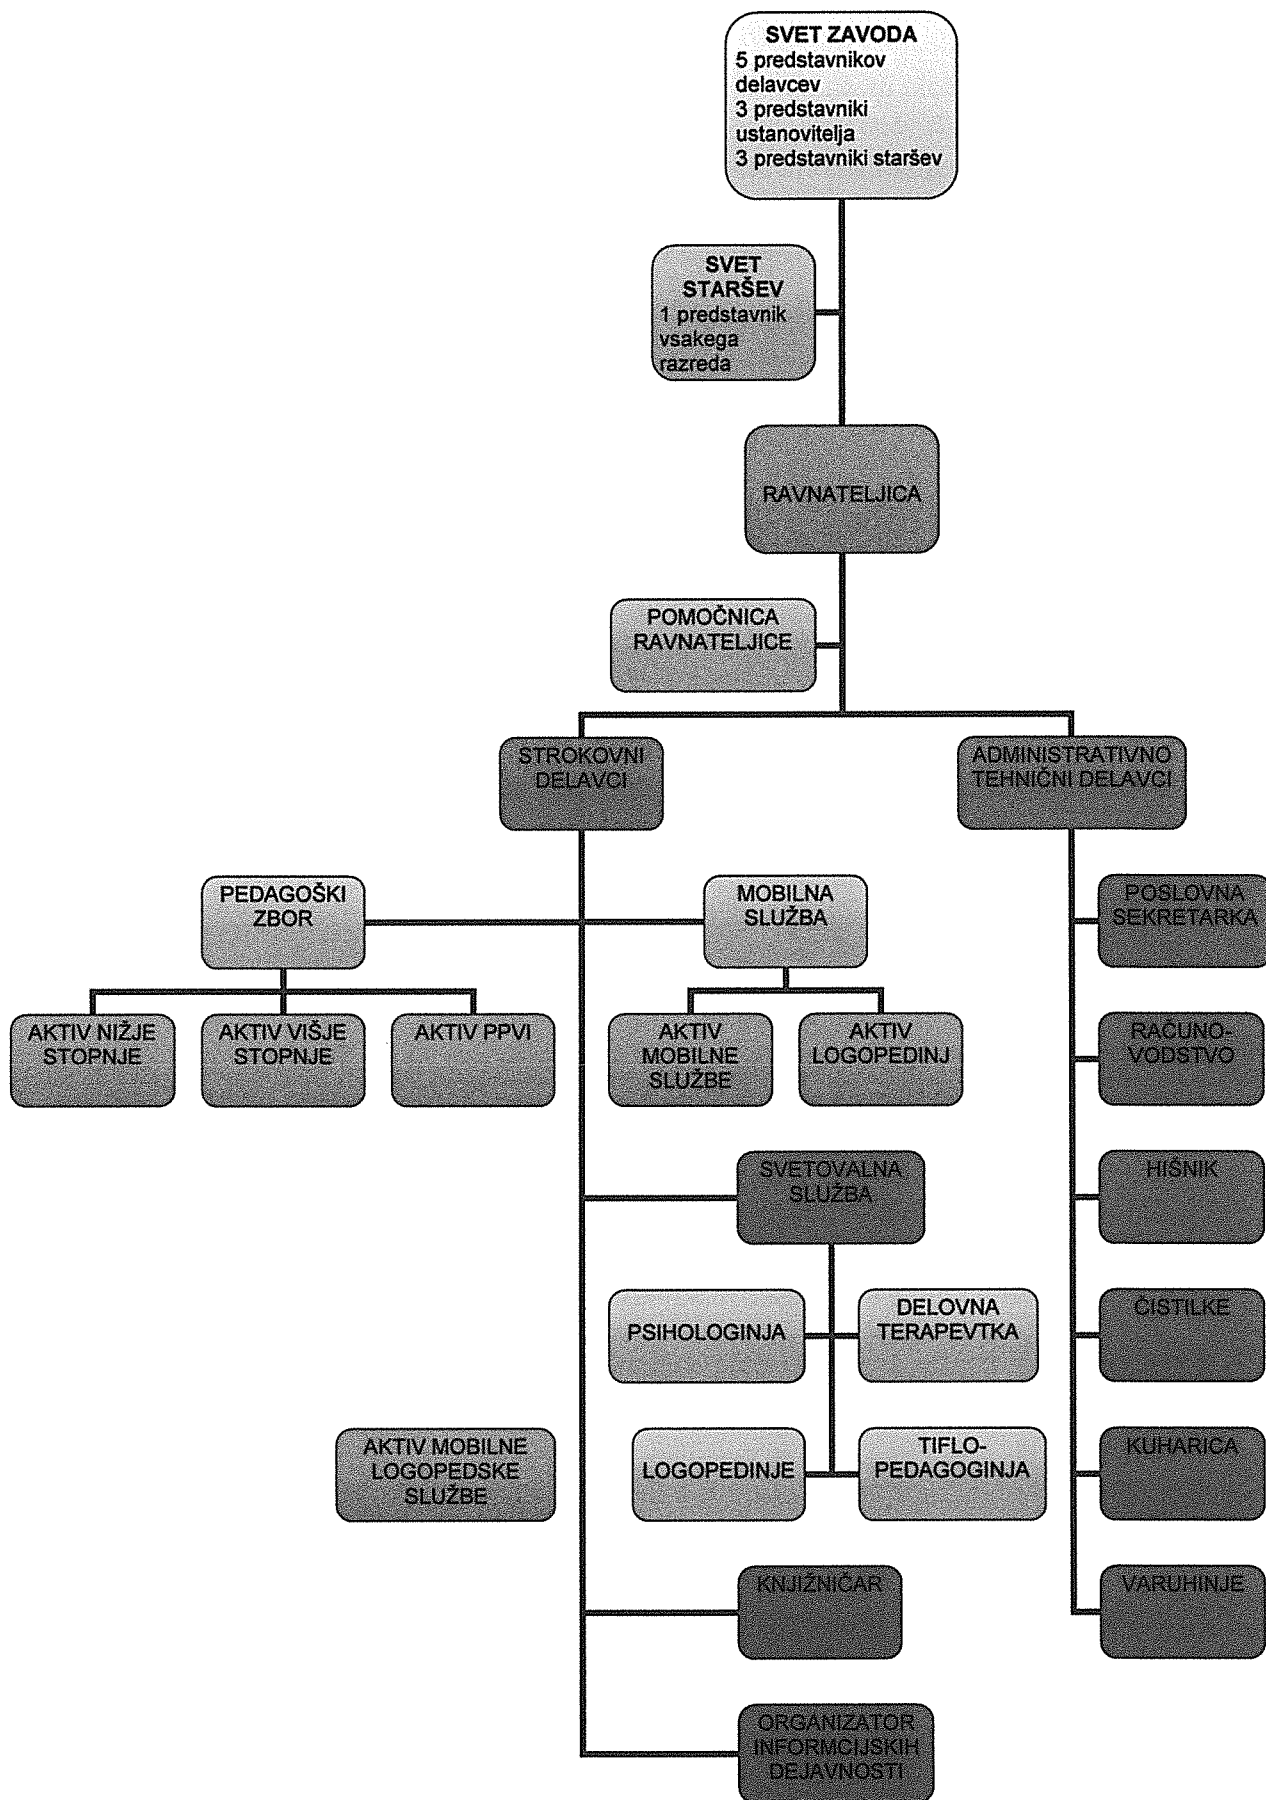 SVET ZAVODA
5 predstavnikov
delavcev
3 predstavniki
ustanovitelja
3 predstavniki staršev
SVET
STARŠEV
1 predstavnik
vsakega
razreda
RAVNATELJICA
POMOČNICA
RAVNATELJICE
STROKOVNI
DELAVCI
ADMINISTRATIVNO
TEHNIČNI DELAVCI
PEDAGOŠKI
ZBOR
MOBILNA
SLUŽBA
POSLOVNA
SEKRETARKA
AKTIV NIŽJE
STOPNJE
AKTIV VIŠJE
STOPNJE
AKTIV PPVI
AKTIV
MOBILNE
SLUŽBE
AKTIV
LOGOPEDINJ
RAČUNO-
VODSTVO
SVETOVALNA
SLUŽBA
HIŠNIK
PSIHOLOGINJA
DELOVNA
TERAPEVTKA
ČISTILKE
AKTIV MOBILNE
LOGOPEDSKE
SLUŽBE
LOGOPEDINJE
TIFLO-
PEDAGOGINJA
KUHARICA
KNJIŽNIČAR
VARUHINJE
ORGANIZATOR
INFORMCIJSKIH
DEJAVNOSTI